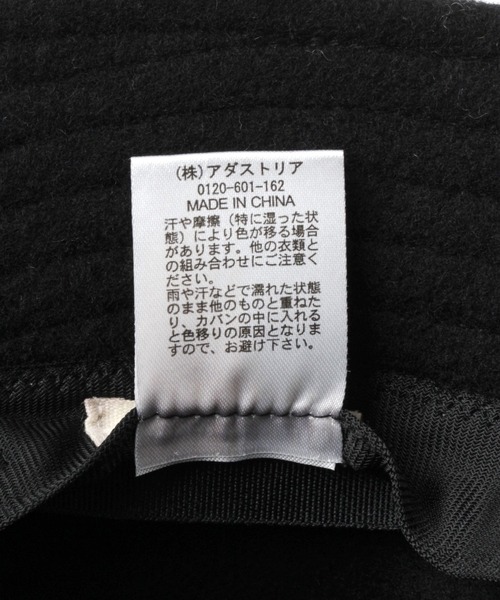 (株)アダストリア
0120-601-162
MADE IN CHINA
汗や摩擦（特に湿った状
態）により色が移る場合
があります。他の衣類と
の組み合わせにご注意く
ださい。
雨や汗などで濡れた状態
のまま他のものと重ねた
り、カバンの中に入れる
と色移りの原因となりま
すので、お避け下さい。